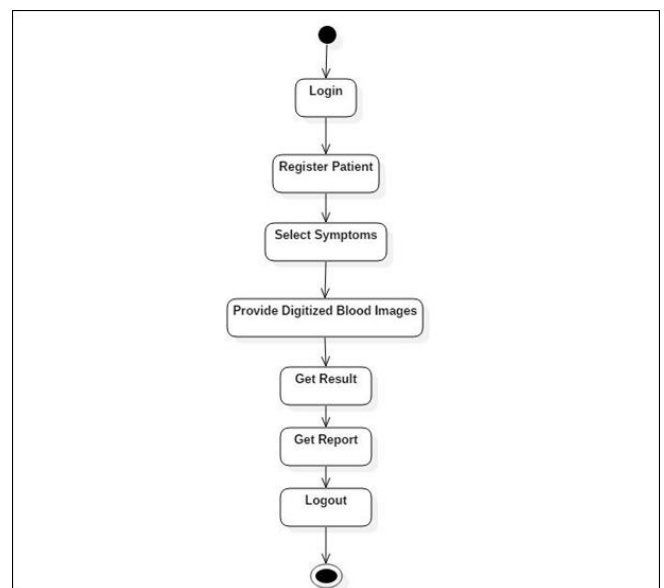 Login
Register Patient
Select Symptoms
Provide Digitized Blood Images
Get Result
Get Report
Logout